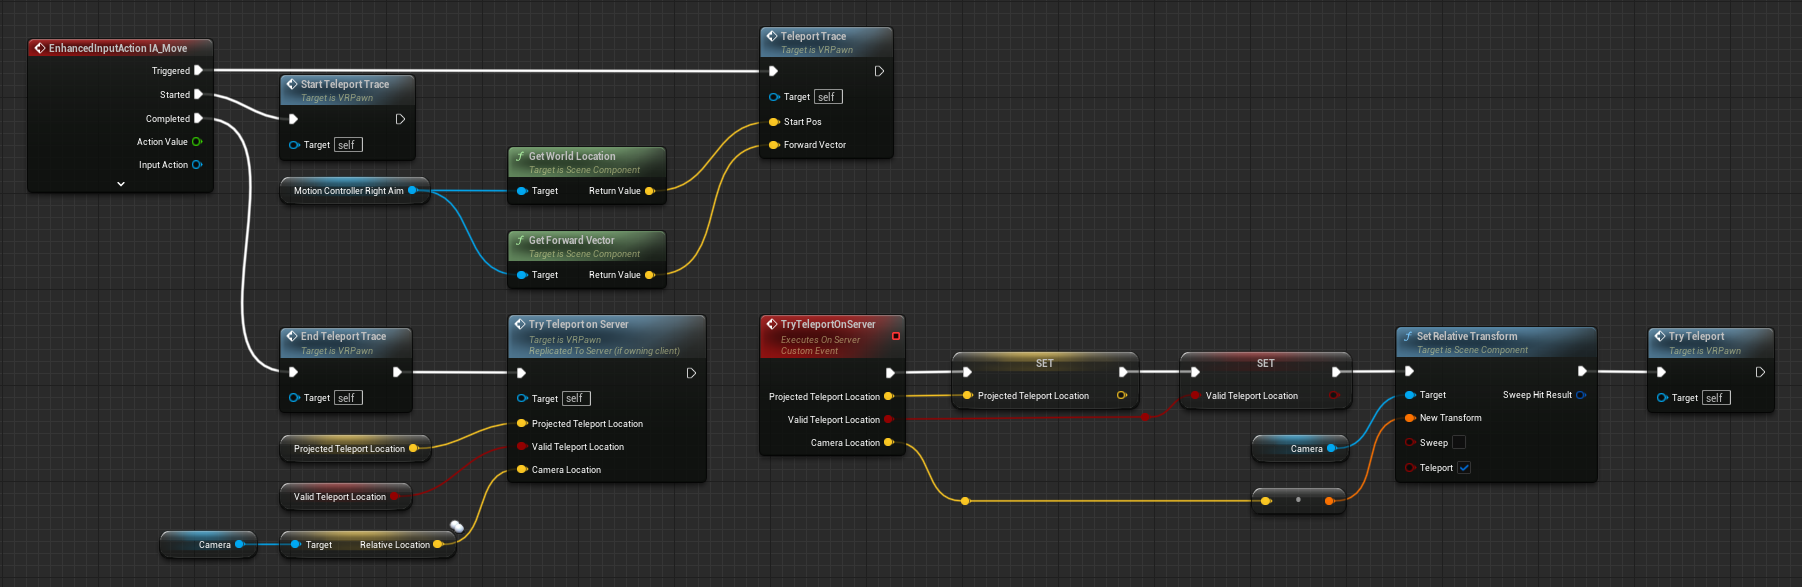 EnhancedInputAction IA_Move
Triggered
Started
Completed
Action Value
Input Action
Start Teleport Trace
Target is VRPawn
Target self
Motion Controller Right Aim
Get World Location
Target is Scene Component
Target Return Value
Get Forward Vector
Target is Scene Component
Target Return Value
Teleport Trace
Target is VRPawn
Target self
Start Pos
Forward Vector
End Teleport Trace
Target is VRPawn
Target self
Projected Teleport Location
Valid Teleport Location
Camera
Target Relative Location
Try Teleport on Server
Target is VRPawn
Replicated To Server (if owning client)
Target self
Projected Teleport Location
Valid Teleport Location
Camera Location
TryTeleportOnServer
Executes On Server
Custom Event
Projected Teleport Location
Valid Teleport Location
Camera Location
SET
Projected Teleport Location
SET
Valid Teleport Location
Camera
Set Relative Transform
Target is Scene Component
Target Sweep Hit Result
New Transform
Sweep
Teleport
Try Teleport
Target is VRPawn
Target self